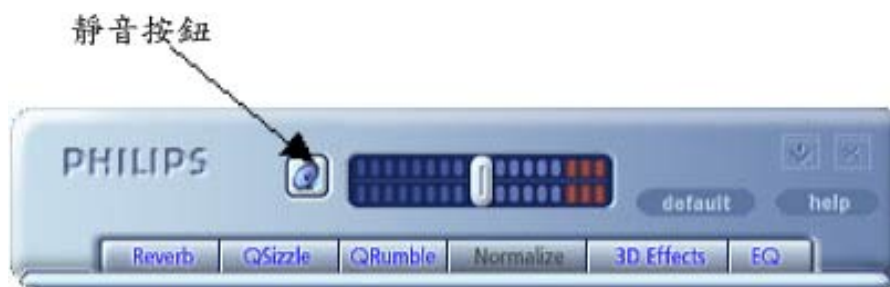 靜音按鈕
PHILIPS
default help
Reverb QSizzle QRumble Normalize 3D Effects EQ